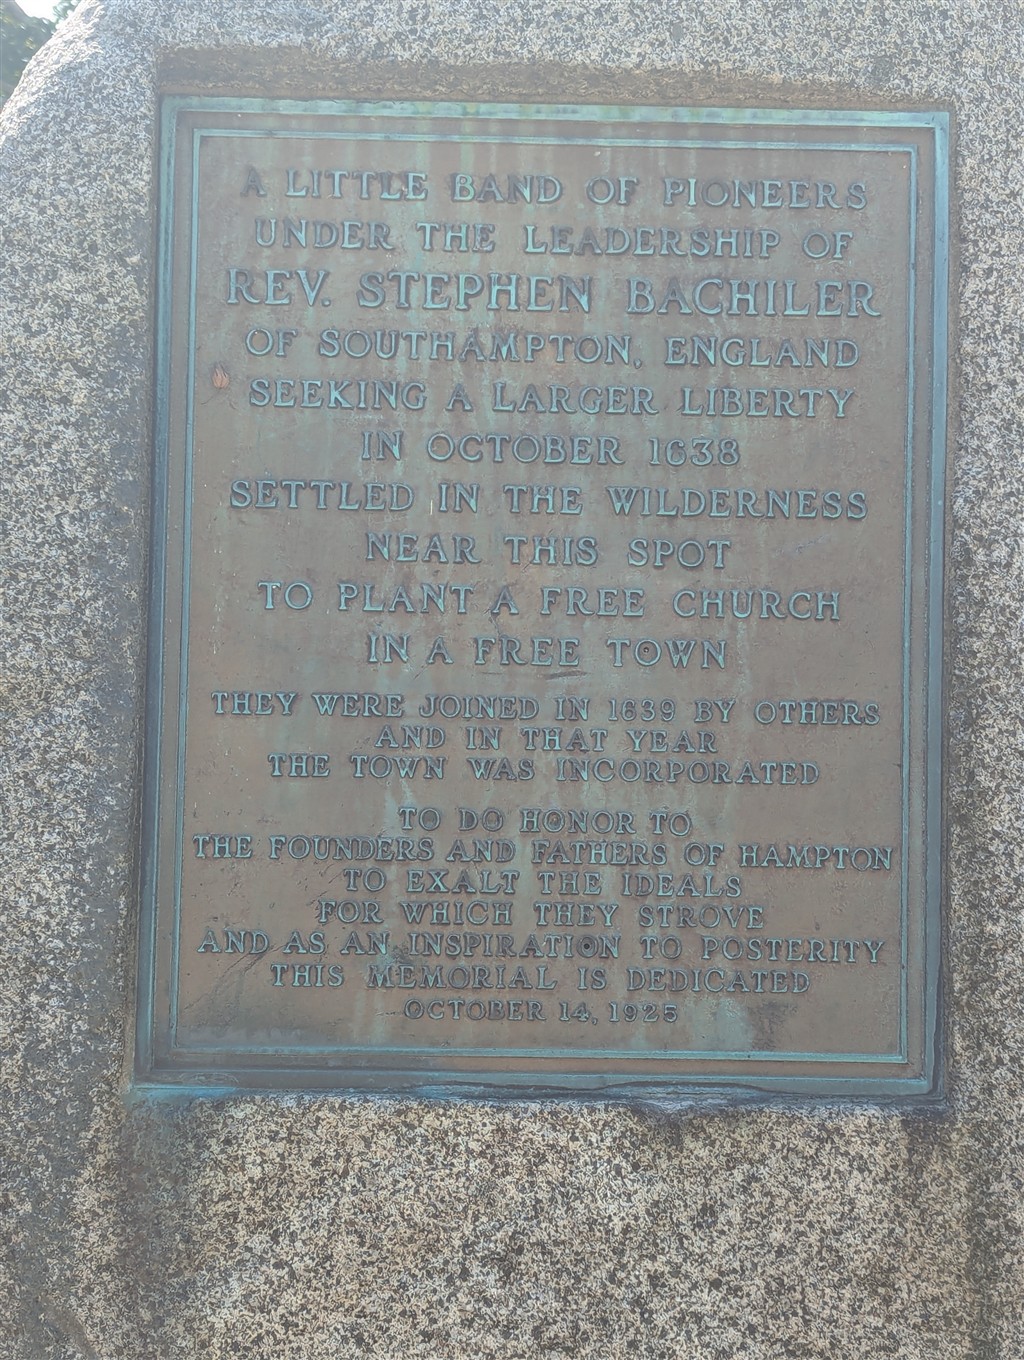 A LITTLE BAND OF PIONEERS
UNDER THE LEADERSHIP OF
REV. STEPHEN BACHILER
OF SOUTHAMPTON, ENGLAND
SEEKING A LARGER LIBERTY
IN OCTOBER 1638
SETTLED IN THE WILDERNESS
NEAR THIS SPOT
TO PLANT A FREE CHURCH
IN A FREE TOWN
THEY WERE JOINED IN 1639 BY OTHERS
AND IN THAT YEAR
THE TOWN WAS INCORPORATED
TO DO HONOR TO
THE FOUNDERS AND FATHERS OF HAMPTON
TO EXALT THE IDEALS
FOR WHICH THEY STROVE
AND AS AN INSPIRATION TO POSTERITY
THIS MEMORIAL IS DEDICATED
OCTOBER 14, 1925